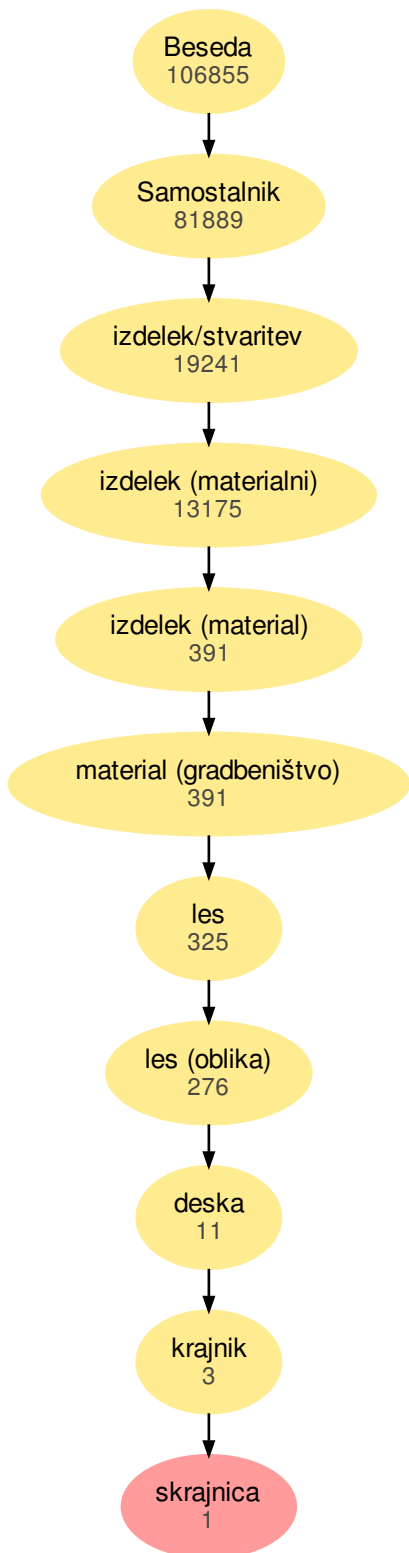 Beseda
106855
Samostalnik
81889
izdelek/stvaritev
19241
izdelek (materialni)
13175
izdelek (material)
391
material (gradbeništvo)
391
les
325
les (oblika)
276
deska
11
krajnik
3
skrajnica
1